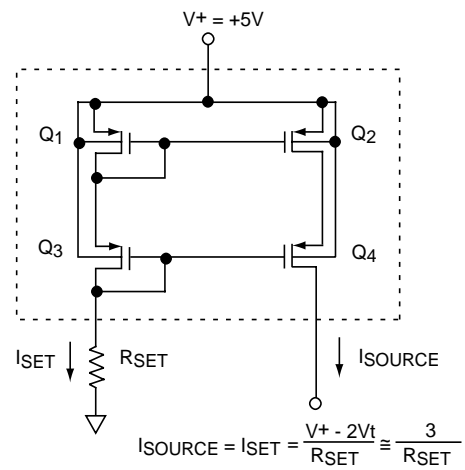 V+ = +5V
Q1
Q2
Q3
Q4
ISET
RSET
ISOURCE
ISOURCE = ISET = V+ - 2Vt / RSET ≅ 3 / RSET